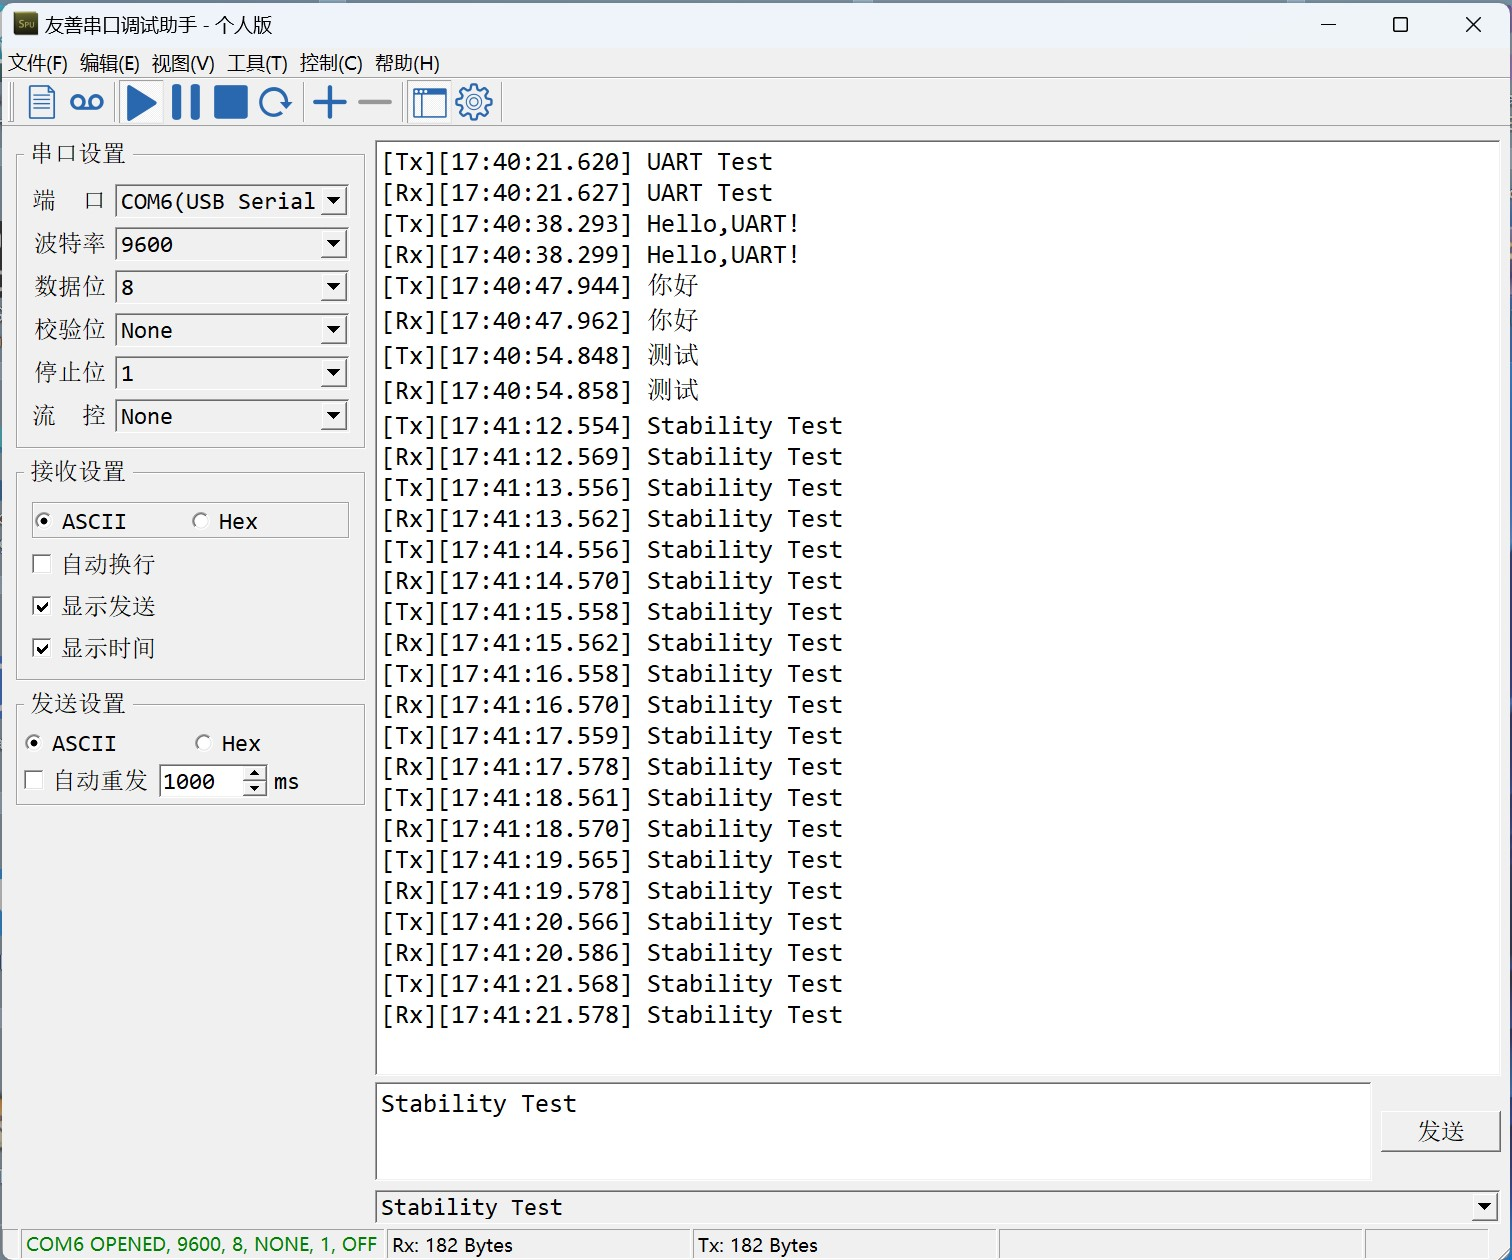 友善串口调试助手 - 个人版
文件(F) 编辑(E) 视图(V) 工具(T) 控制(C) 帮助(H)
串口设置
端 口 COM6(USB Serial
波特率 9600
数据位 8
校验位 None
停止位 1
流 控 None
接收设置
ASCII Hex
自动换行
显示发送
显示时间
发送设置
ASCII Hex
自动重发 1000 ms
[Tx][17:40:21.620] UART Test
[Rx][17:40:21.627] UART Test
[Tx][17:40:38.293] Hello,UART!
[Rx][17:40:38.299] Hello,UART!
[Tx][17:40:47.944] 你好
[Rx][17:40:47.962] 你好
[Tx][17:40:54.848] 测试
[Rx][17:40:54.858] 测试
[Tx][17:41:12.554] Stability Test
[Rx][17:41:12.569] Stability Test
[Tx][17:41:13.556] Stability Test
[Rx][17:41:13.562] Stability Test
[Tx][17:41:14.556] Stability Test
[Rx][17:41:14.570] Stability Test
[Tx][17:41:15.558] Stability Test
[Rx][17:41:15.562] Stability Test
[Tx][17:41:16.558] Stability Test
[Rx][17:41:16.570] Stability Test
[Tx][17:41:17.559] Stability Test
[Rx][17:41:17.578] Stability Test
[Tx][17:41:18.561] Stability Test
[Rx][17:41:18.570] Stability Test
[Tx][17:41:19.565] Stability Test
[Rx][17:41:19.578] Stability Test
[Tx][17:41:20.566] Stability Test
[Rx][17:41:20.586] Stability Test
[Tx][17:41:21.568] Stability Test
[Rx][17:41:21.578] Stability Test
Stability Test
发送
Stability Test
COM6 OPENED, 9600, 8, NONE, 1, OFF Rx: 182 Bytes Tx: 182 Bytes